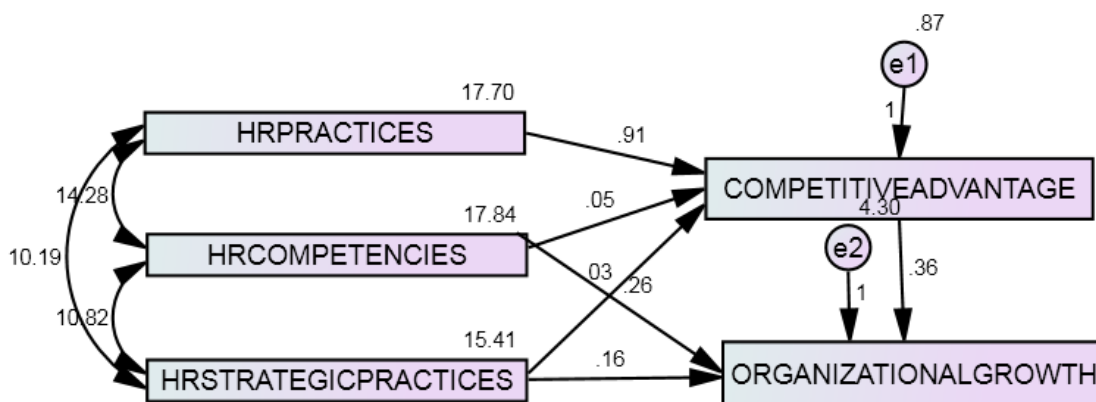 .87
e1
17.70
HRPRACTICES
1
.91
COMPETITIVEADVANTAGE
14.28
17.84
.05
4.30
10.19
HRCOMPETENCIES
e2
03
.26
.36
1
10.82
15.41
.16
HRSTRATEGICPRACTICES
ORGANIZATIONALGROWTH